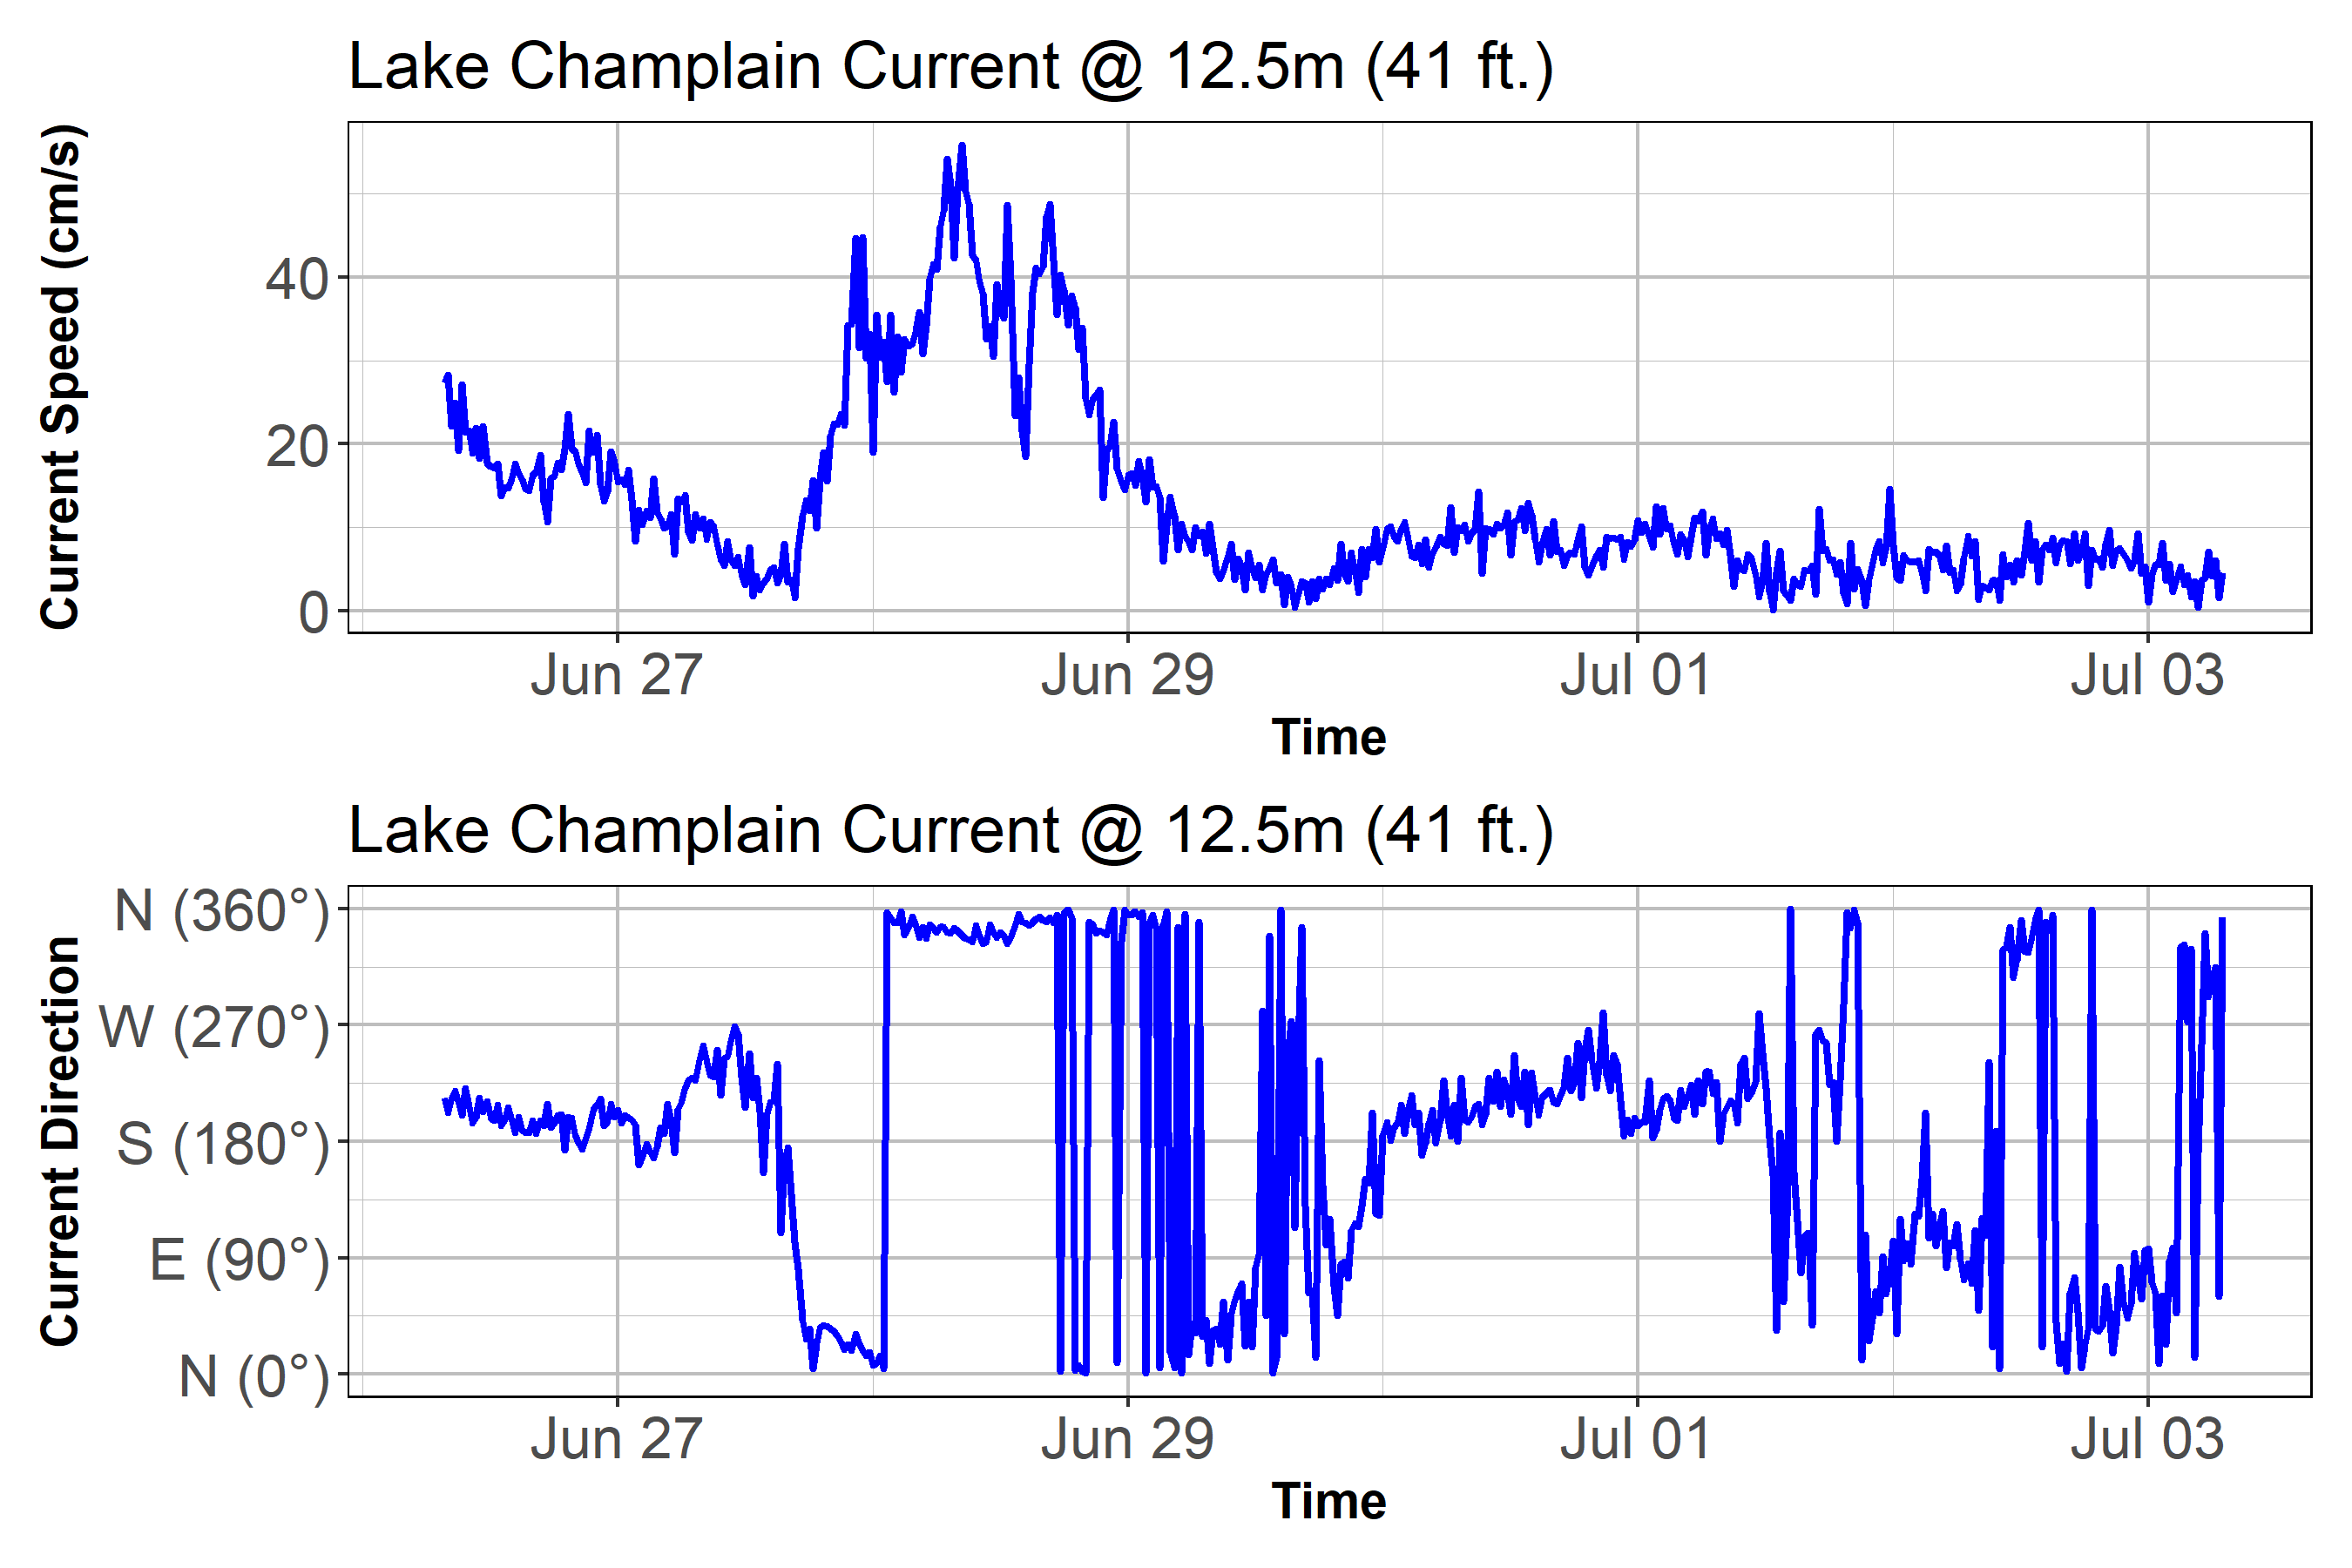 Lake Champlain Current @ 12.5m (41 ft.)
Current Speed (cm/s)
40
20
0
Jun 27 Jun 29 Jul 01 Jul 03
Time
Lake Champlain Current @ 12.5m (41 ft.)
Current Direction
N (360°)
W (270°)
S (180°)
E (90°)
N (0°)
Jun 27 Jun 29 Jul 01 Jul 03
Time